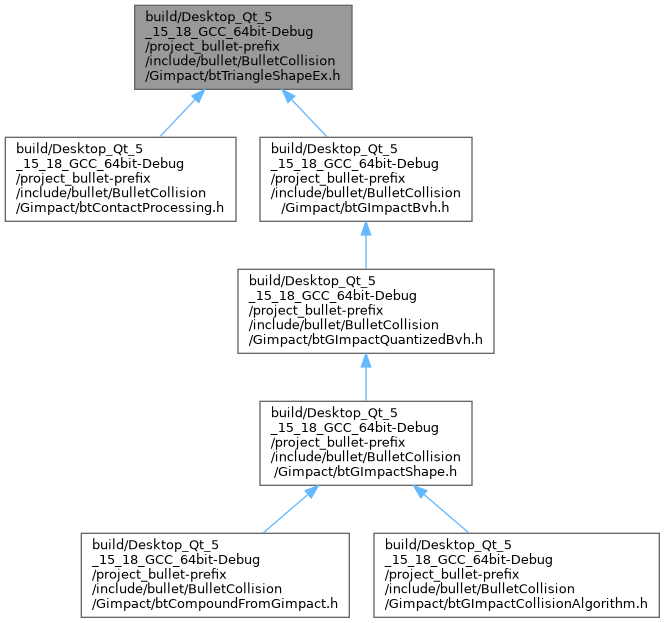 build/Desktop_Qt_5
_15_18_GCC_64bit-Debug
/project_bullet-prefix
/include/bullet/BulletCollision
/Gimpact/btTriangleShapeEx.h
build/Desktop_Qt_5
_15_18_GCC_64bit-Debug
/project_bullet-prefix
/include/bullet/BulletCollision
/Gimpact/btContactProcessing.h
build/Desktop_Qt_5
_15_18_GCC_64bit-Debug
/project_bullet-prefix
/include/bullet/BulletCollision
/Gimpact/btGImpactBvh.h
build/Desktop_Qt_5
_15_18_GCC_64bit-Debug
/project_bullet-prefix
/include/bullet/BulletCollision
/Gimpact/btGImpactQuantizedBvh.h
build/Desktop_Qt_5
_15_18_GCC_64bit-Debug
/project_bullet-prefix
/include/bullet/BulletCollision
/Gimpact/btGImpactShape.h
build/Desktop_Qt_5
_15_18_GCC_64bit-Debug
/project_bullet-prefix
/include/bullet/BulletCollision
/Gimpact/btCompoundFromGimpact.h
build/Desktop_Qt_5
_15_18_GCC_64bit-Debug
/project_bullet-prefix
/include/bullet/BulletCollision
/Gimpact/btGImpactCollisionAlgorithm.h